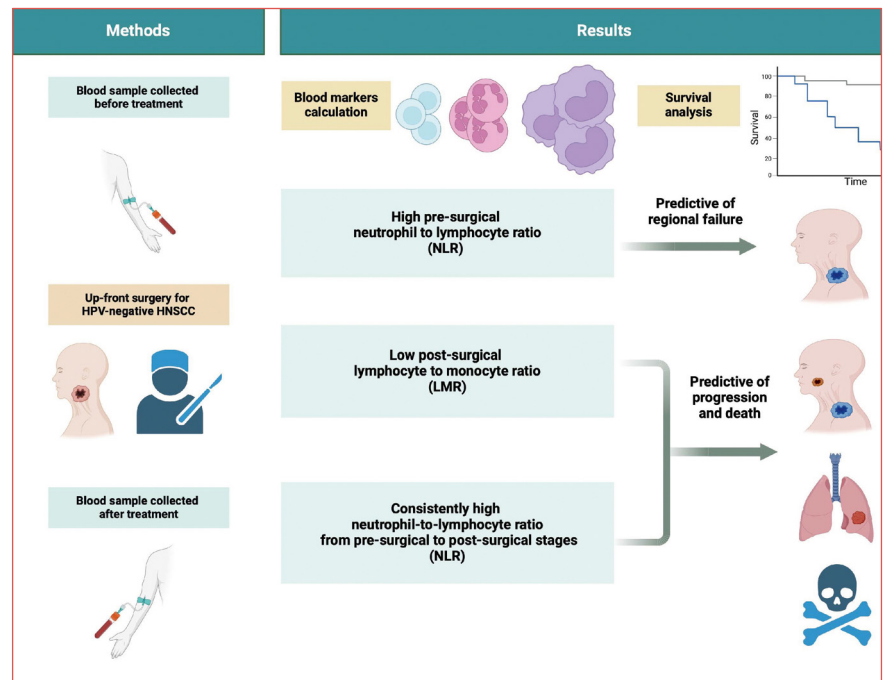 Methods
Results
Blood sample collected
before treatment
Up-front surgery for
HPV-negative HNSCC
Blood sample collected
after treatment
Blood markers
calculation
Survival
analysis
Survival
100
80
60
40
20
0
Time
High pre-surgical
neutrophil to lymphocyte ratio
(NLR)
Predictive of
regional failure
Low post-surgical
lymphocyte to monocyte ratio
(LMR)
Consistently high
neutrophil-to-lymphocyte ratio
from pre-surgical to post-surgical stages
(NLR)
Predictive of
progression
and death